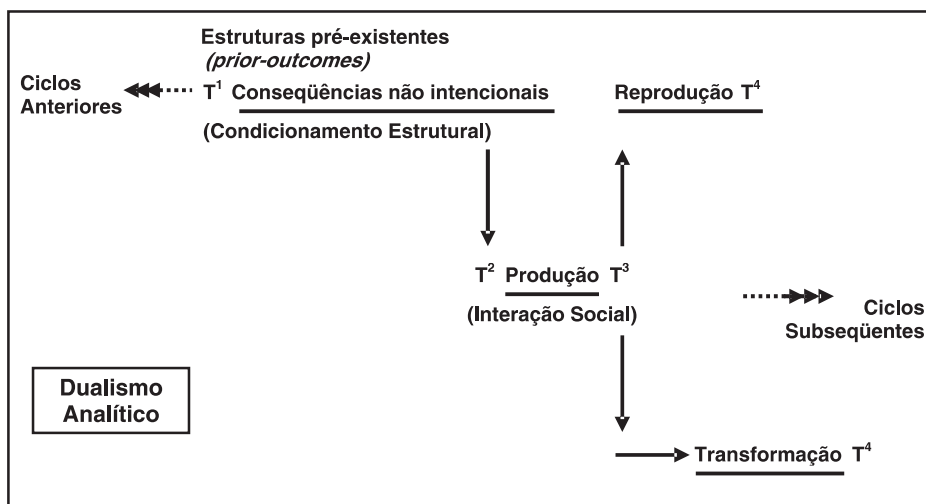 Estruturas pré-existentes
(prior-outcomes)
Ciclos
Anteriores
T¹ Conseqüências não intencionais
Reprodução T⁴
(Condicionamento Estrutural)
T² Produção T³
(Interação Social)
Ciclos
Subseqüentes
Dualismo
Analítico
Transformação T⁴